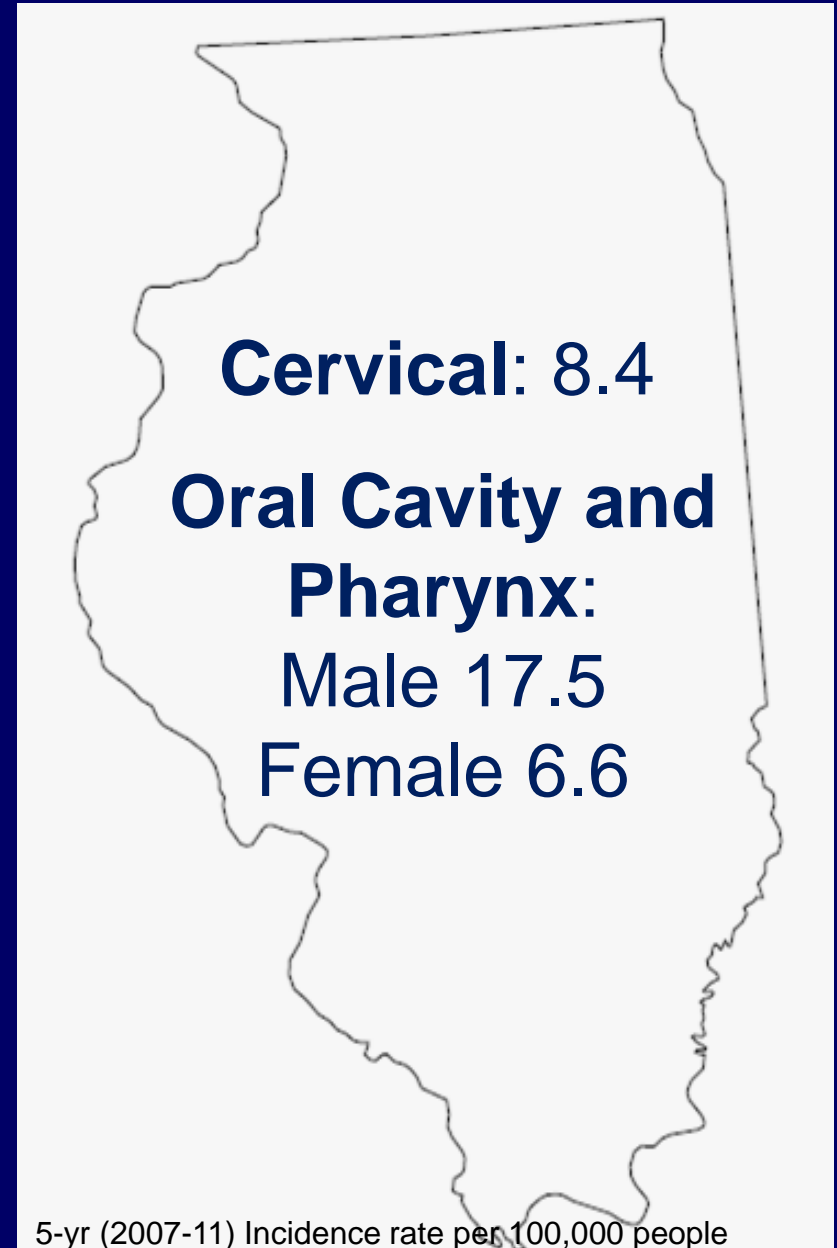 Cervical: 8.4
Oral Cavity and
Pharynx:
Male 17.5
Female 6.6
5-yr (2007-11) Incidence rate per 100,000 people